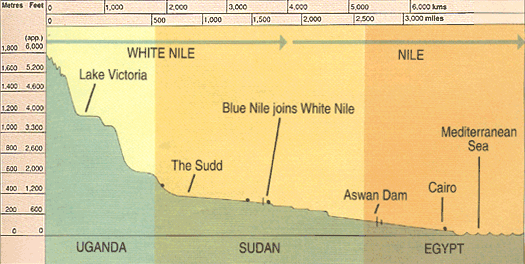 Metres Feet
0 1,000 2,000 3,000 4,000 5,000 6,000 kms
0 500 1,000 1,500 2,000 2,500 3,000 miles
(app.)
1,800 6,000
WHITE NILE NILE
1,600 5,200
Lake Victoria
1,400 4,600
1,200 4,000
Blue Nile joins White Nile
1,000 3,200
Mediterranean
Sea
800 2,600
600 2,000
The Sudd
Aswan Dam
Cairo
400 1,200
200 600
0 0
UGANDA SUDAN EGYPT